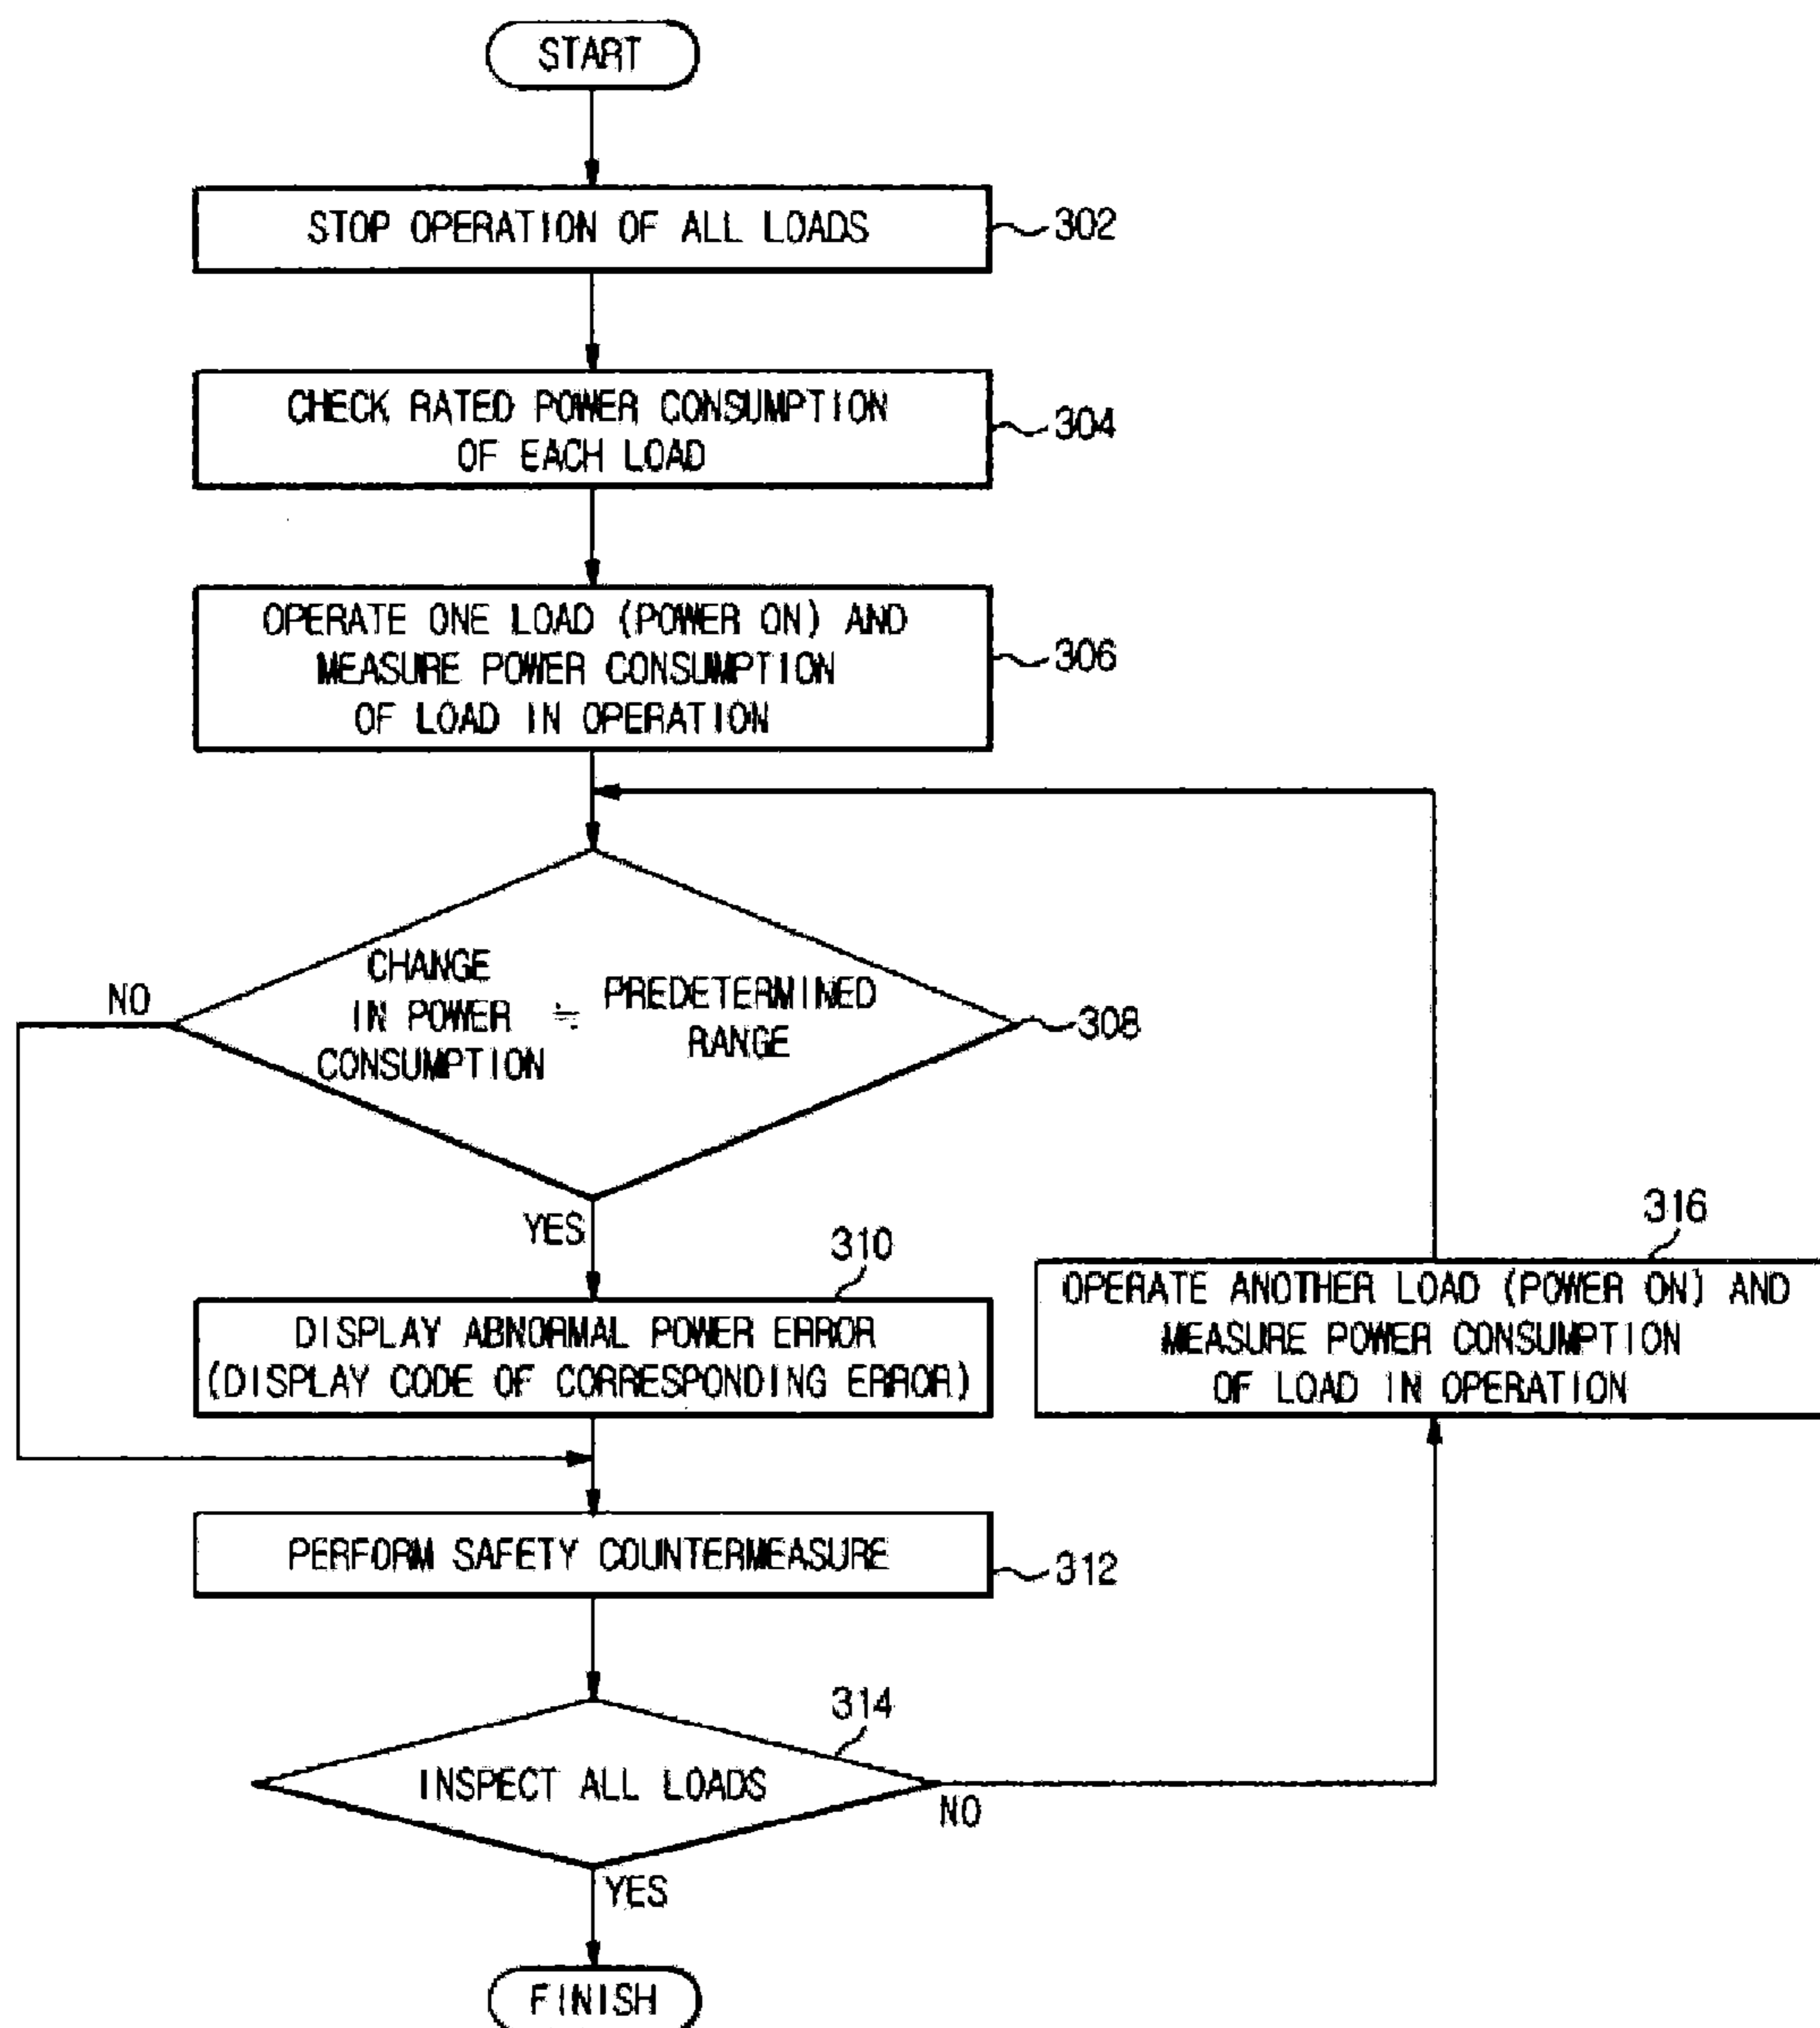 START
STOP OPERATION OF ALL LOADS
302
CHECK RATED POWER CONSUMPTION
OF EACH LOAD
304
OPERATE ONE LOAD (POWER ON) AND
MEASURE POWER CONSUMPTION
OF LOAD IN OPERATION
306
CHANGE
IN POWER
CONSUMPTION
≒
PREDETERMINED
RANGE
308
NO
YES
310
DISPLAY ABNORMAL POWER ERROR
(DISPLAY CODE OF CORRESPONDING ERROR)
316
OPERATE ANOTHER LOAD (POWER ON) AND
MEASURE POWER CONSUMPTION
OF LOAD IN OPERATION
PERFORM SAFETY COUNTERMEASURE
312
314
INSPECT ALL LOADS
NO
YES
FINISH